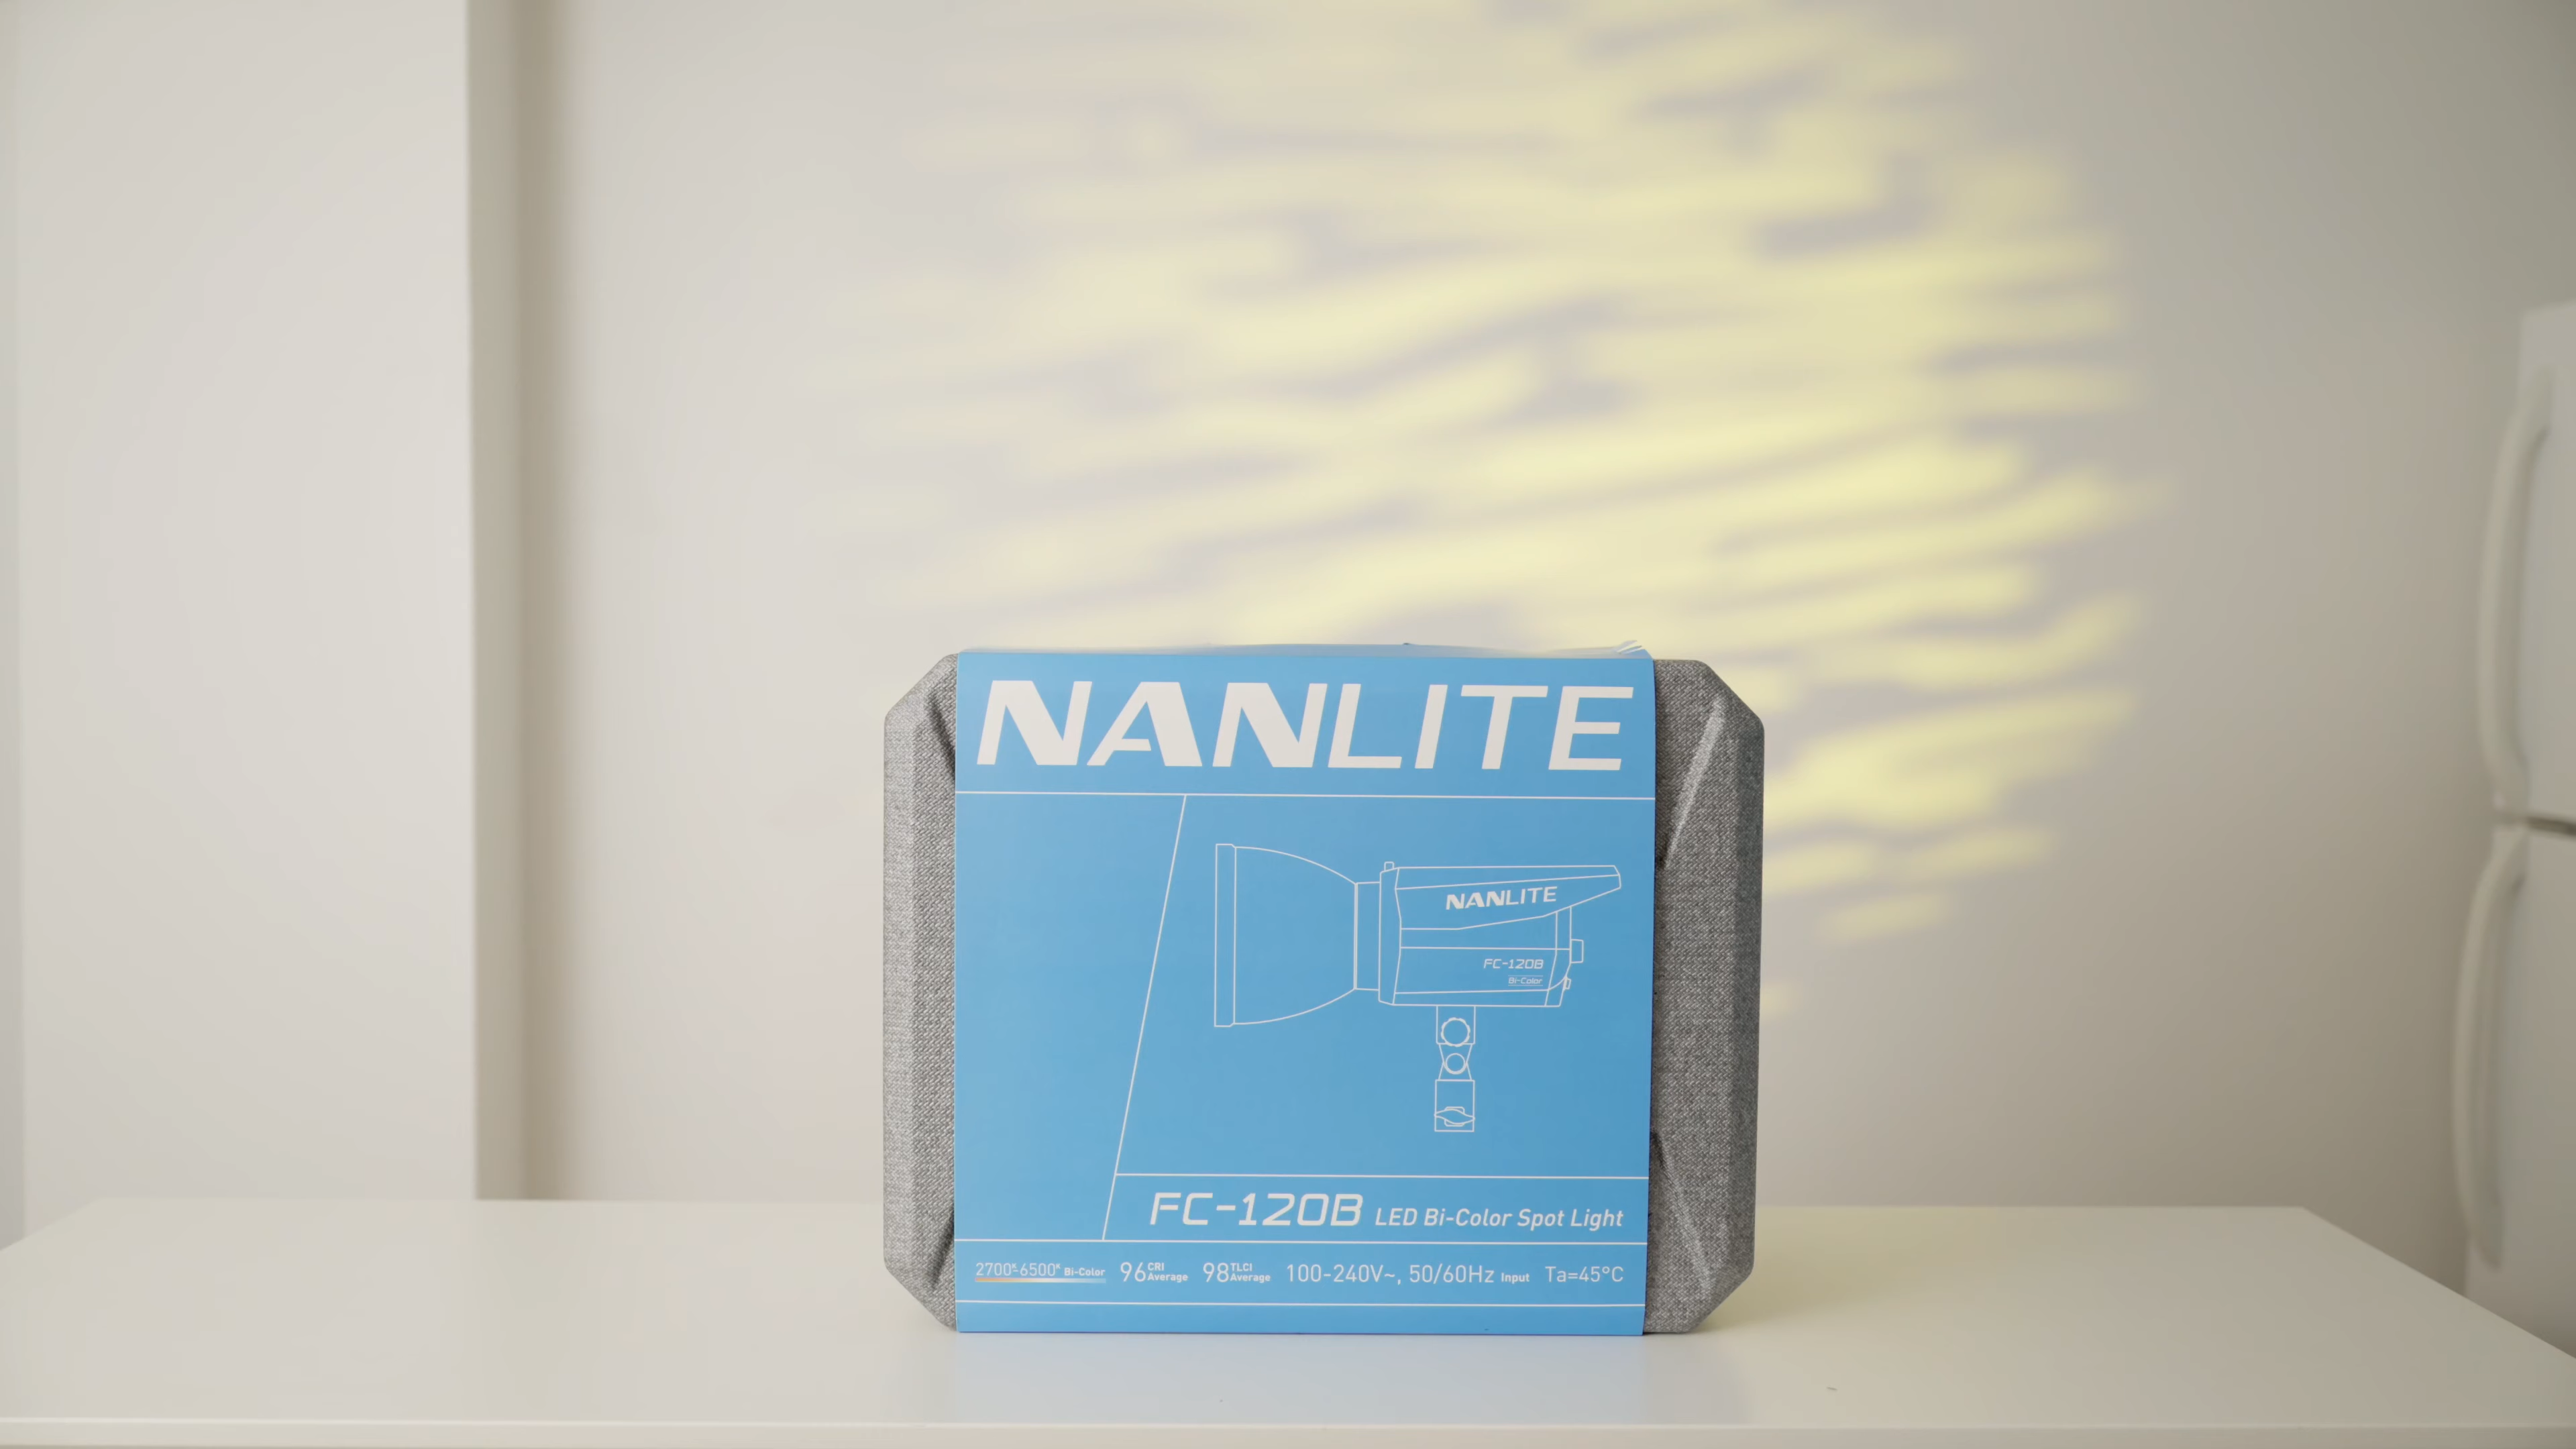 NANLITE
NANLITE
FC-120B
Bi-Color
FC-120B LED Bi-Color Spot Light
2700K-6500K Bi-Color 96 CRI Average 98 TLCI Average 100-240V~, 50/60Hz Input Ta=45°C